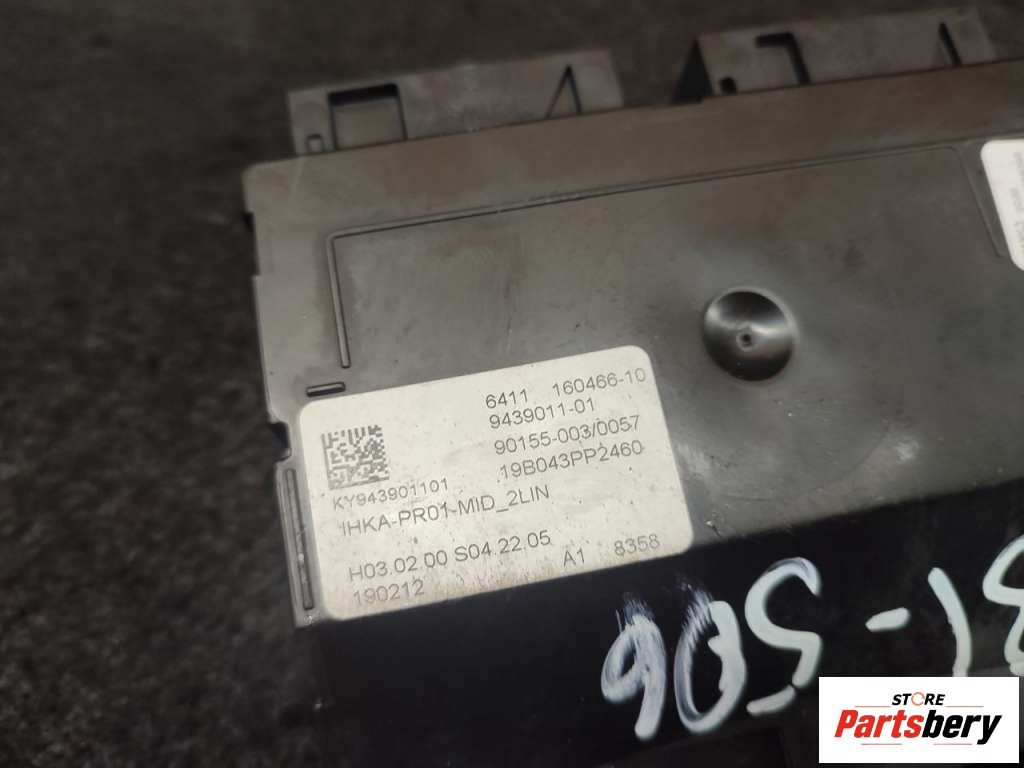 6411 160466-10
9439011-01
90155-003/0057
19B043PP2460
KY943901101
IHKA-PR01-MID_2LIN
H03.02.00 S04.22.05
190212 A1 8358
STORE
Partsbery